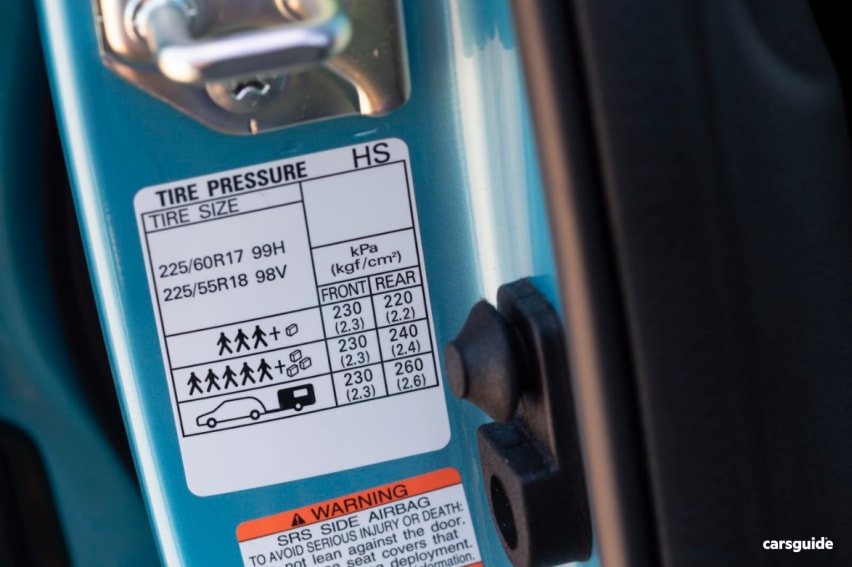 TIRE PRESSURE HS
TIRE SIZE
225/60R17 99H
225/55R18 98V
kPa
(kgf/cm²)
FRONT REAR
230 220
(2.3) (2.2)
+
230 240
(2.3) (2.4)
+
230 260
(2.3) (2.6)
WARNING
SRS SIDE AIRBAG
TO AVOID SERIOUS INJURY OR DEATH:
not lean against the door.
seat covers that
deployment.
information.
carsguide